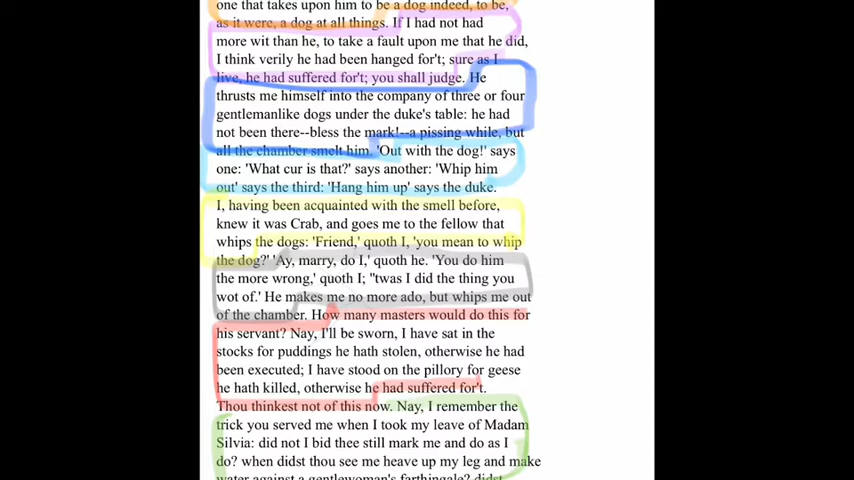 one that takes upon him to be a dog indeed, to be,
as it were, a dog at all things. If I had not had
more wit than he, to take a fault upon me that he did,
I think verily he had been hanged for't; sure as I
live, he had suffered for't; you shall judge. He
thrusts me himself into the company of three or four
gentlemanlike dogs under the duke's table: he had
not been there--bless the mark!--a pissing while, but
all the chamber smelt him. 'Out with the dog!' says
one: 'What cur is that?' says another: 'Whip him
out' says the third: 'Hang him up' says the duke.
I, having been acquainted with the smell before,
knew it was Crab, and goes me to the fellow that
whips the dogs: 'Friend,' quoth I, 'you mean to whip
the dog?' 'Ay, marry, do I,' quoth he. 'You do him
the more wrong,' quoth I; ''twas I did the thing you
wot of.' He makes me no more ado, but whips me out
of the chamber. How many masters would do this for
his servant? Nay, I'll be sworn, I have sat in the
stocks for puddings he hath stolen, otherwise he had
been executed; I have stood on the pillory for geese
he hath killed, otherwise he had suffered for't.
Thou thinkest not of this now. Nay, I remember the
trick you served me when I took my leave of Madam
Silvia: did not I bid thee still mark me and do as I
do? when didst thou see me heave up my leg and make
water against a gentlewoman's farthingale? didst